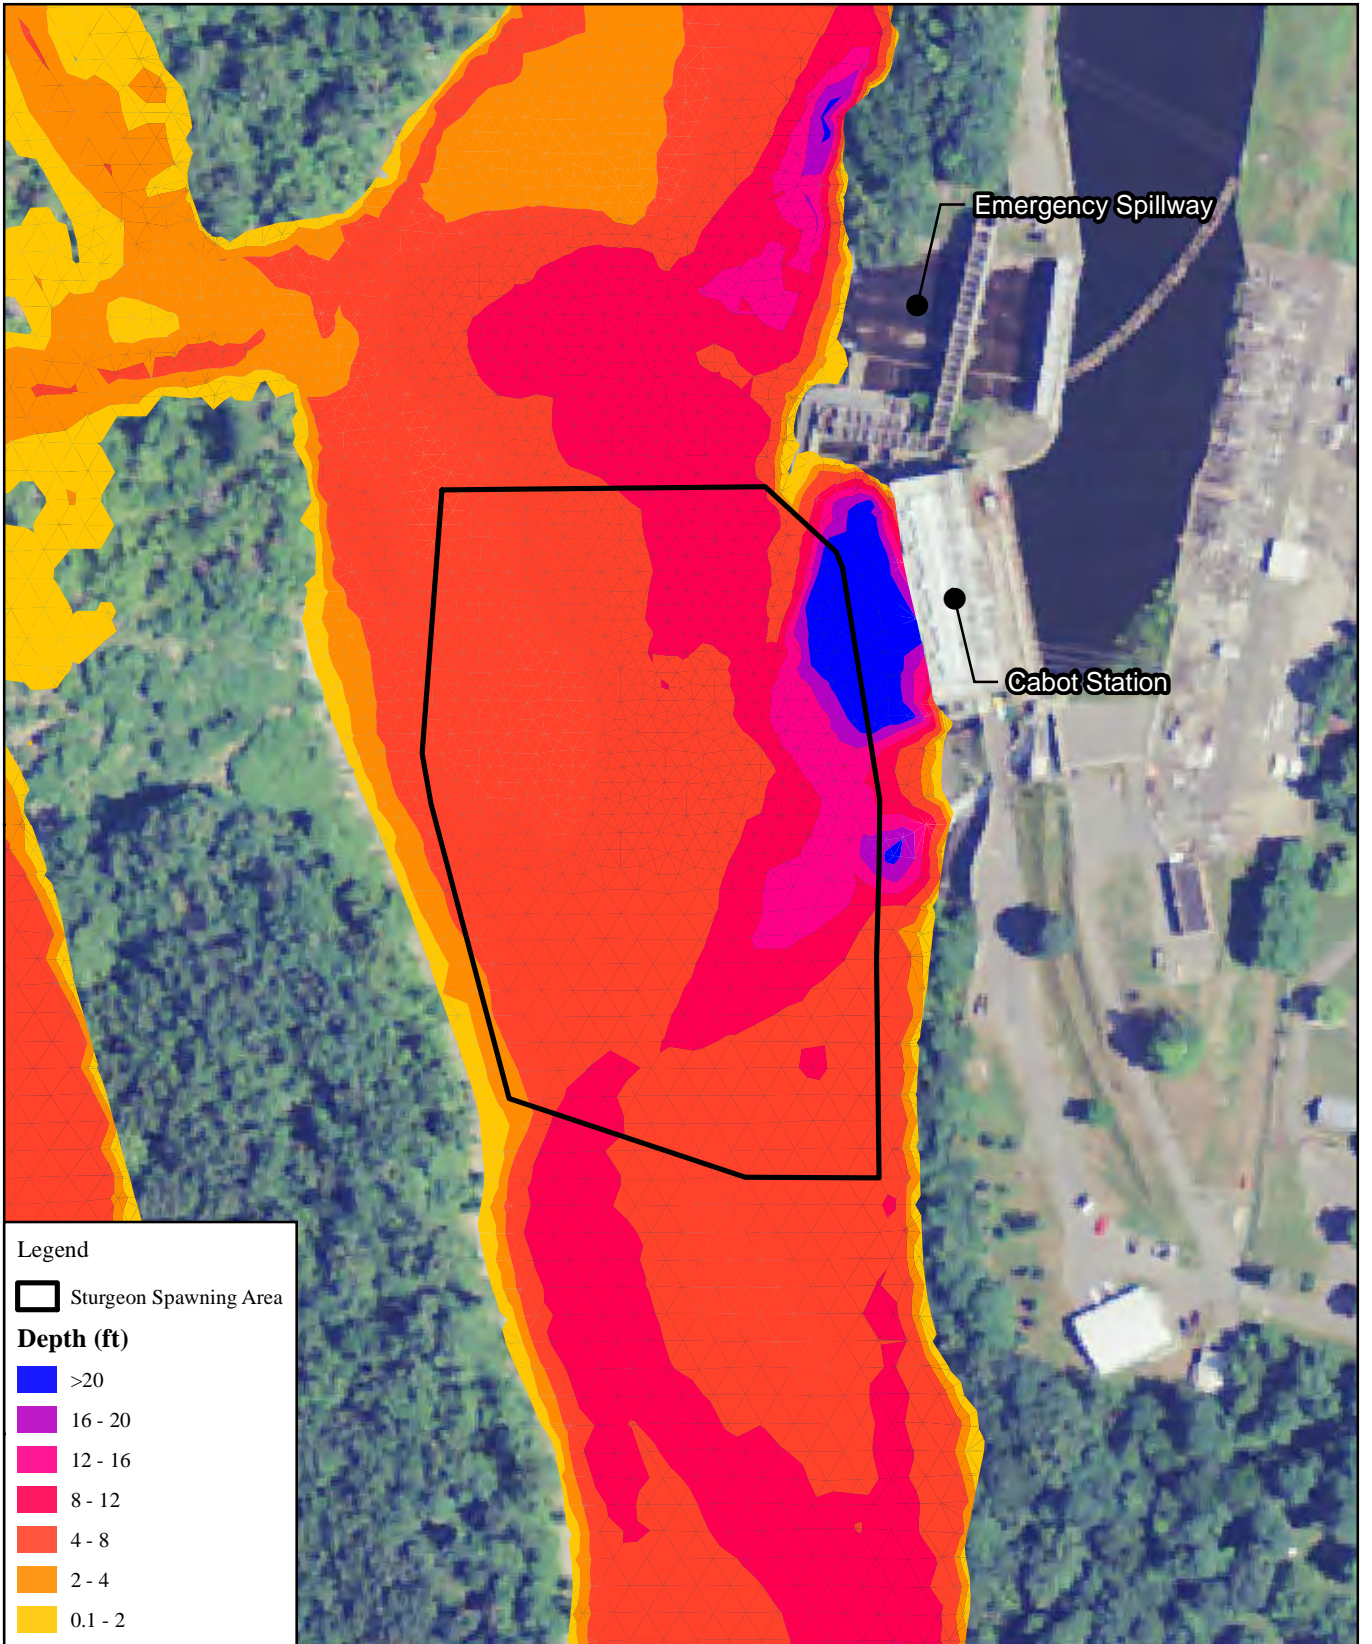 Emergency Spillway
Cabot Station
Legend
Sturgeon Spawning Area
Depth (ft)
>20
16 - 20
12 - 16
8 - 12
4 - 8
2 - 4
0.1 - 2